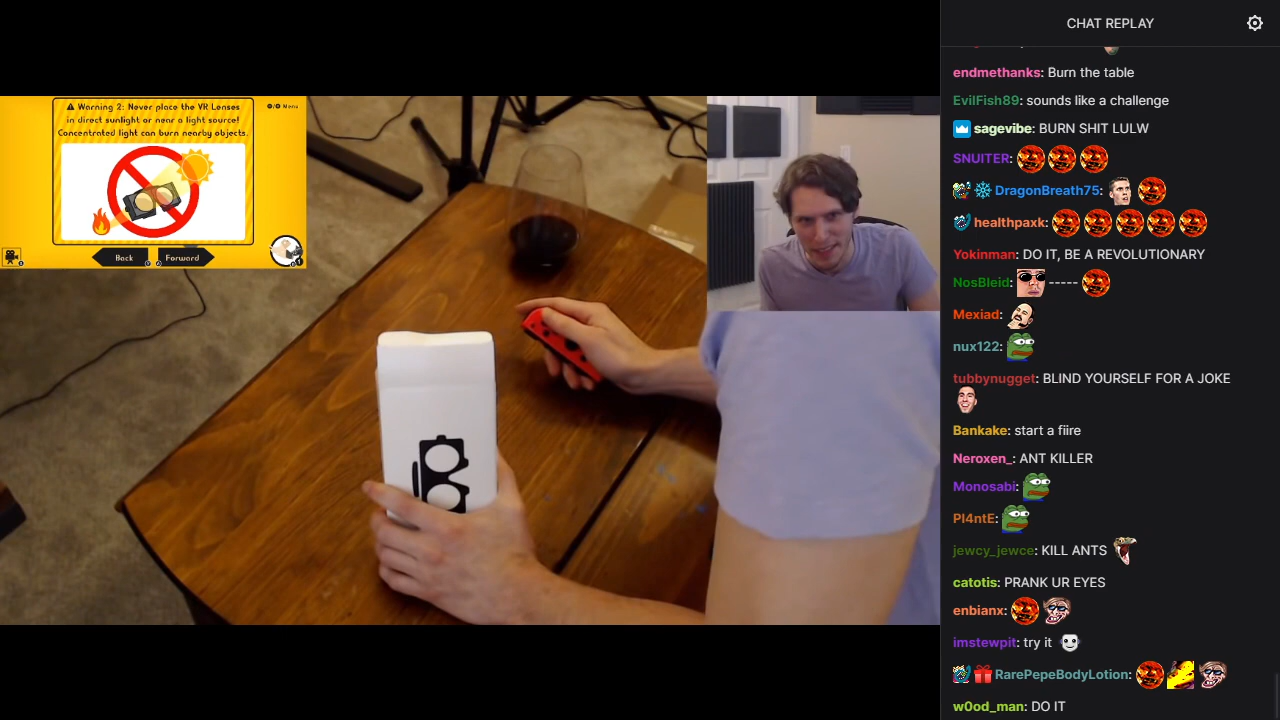 ⚠ Warning 2: Never place the VR Lenses
in direct sunlight or near a light source!
Concentrated light can burn nearby objects.
Menu
Back
Forward
CHAT REPLAY
endmethanks: Burn the table
EvilFish89: sounds like a challenge
sagevibe: BURN SHIT LULW
SNUITER:
DragonBreath75:
healthpaxk:
Yokinman: DO IT, BE A REVOLUTIONARY
NosBleid: -----
Mexiad:
nux122:
tubbynugget: BLIND YOURSELF FOR A JOKE
Bankake: start a fiire
Neroxen_: ANT KILLER
Monosabi:
Pl4ntE:
jewcy_jewce: KILL ANTS
catotis: PRANK UR EYES
enbianx:
imstewpit: try it
RarePepeBodyLotion:
w0od_man: DO IT